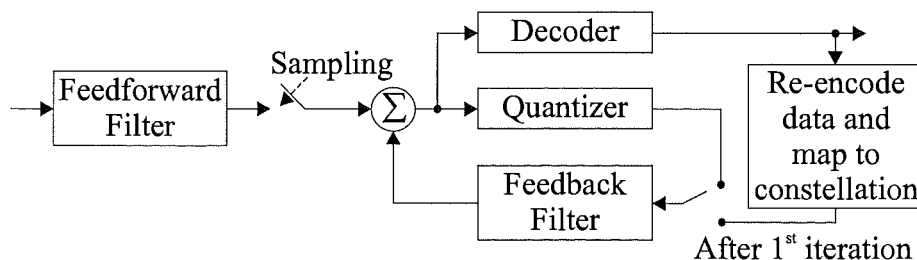 Decoder
Sampling
Feedforward
Filter
Σ
Quantizer
Re-encode
data and
map to
constellation
Feedback
Filter
After 1st iteration